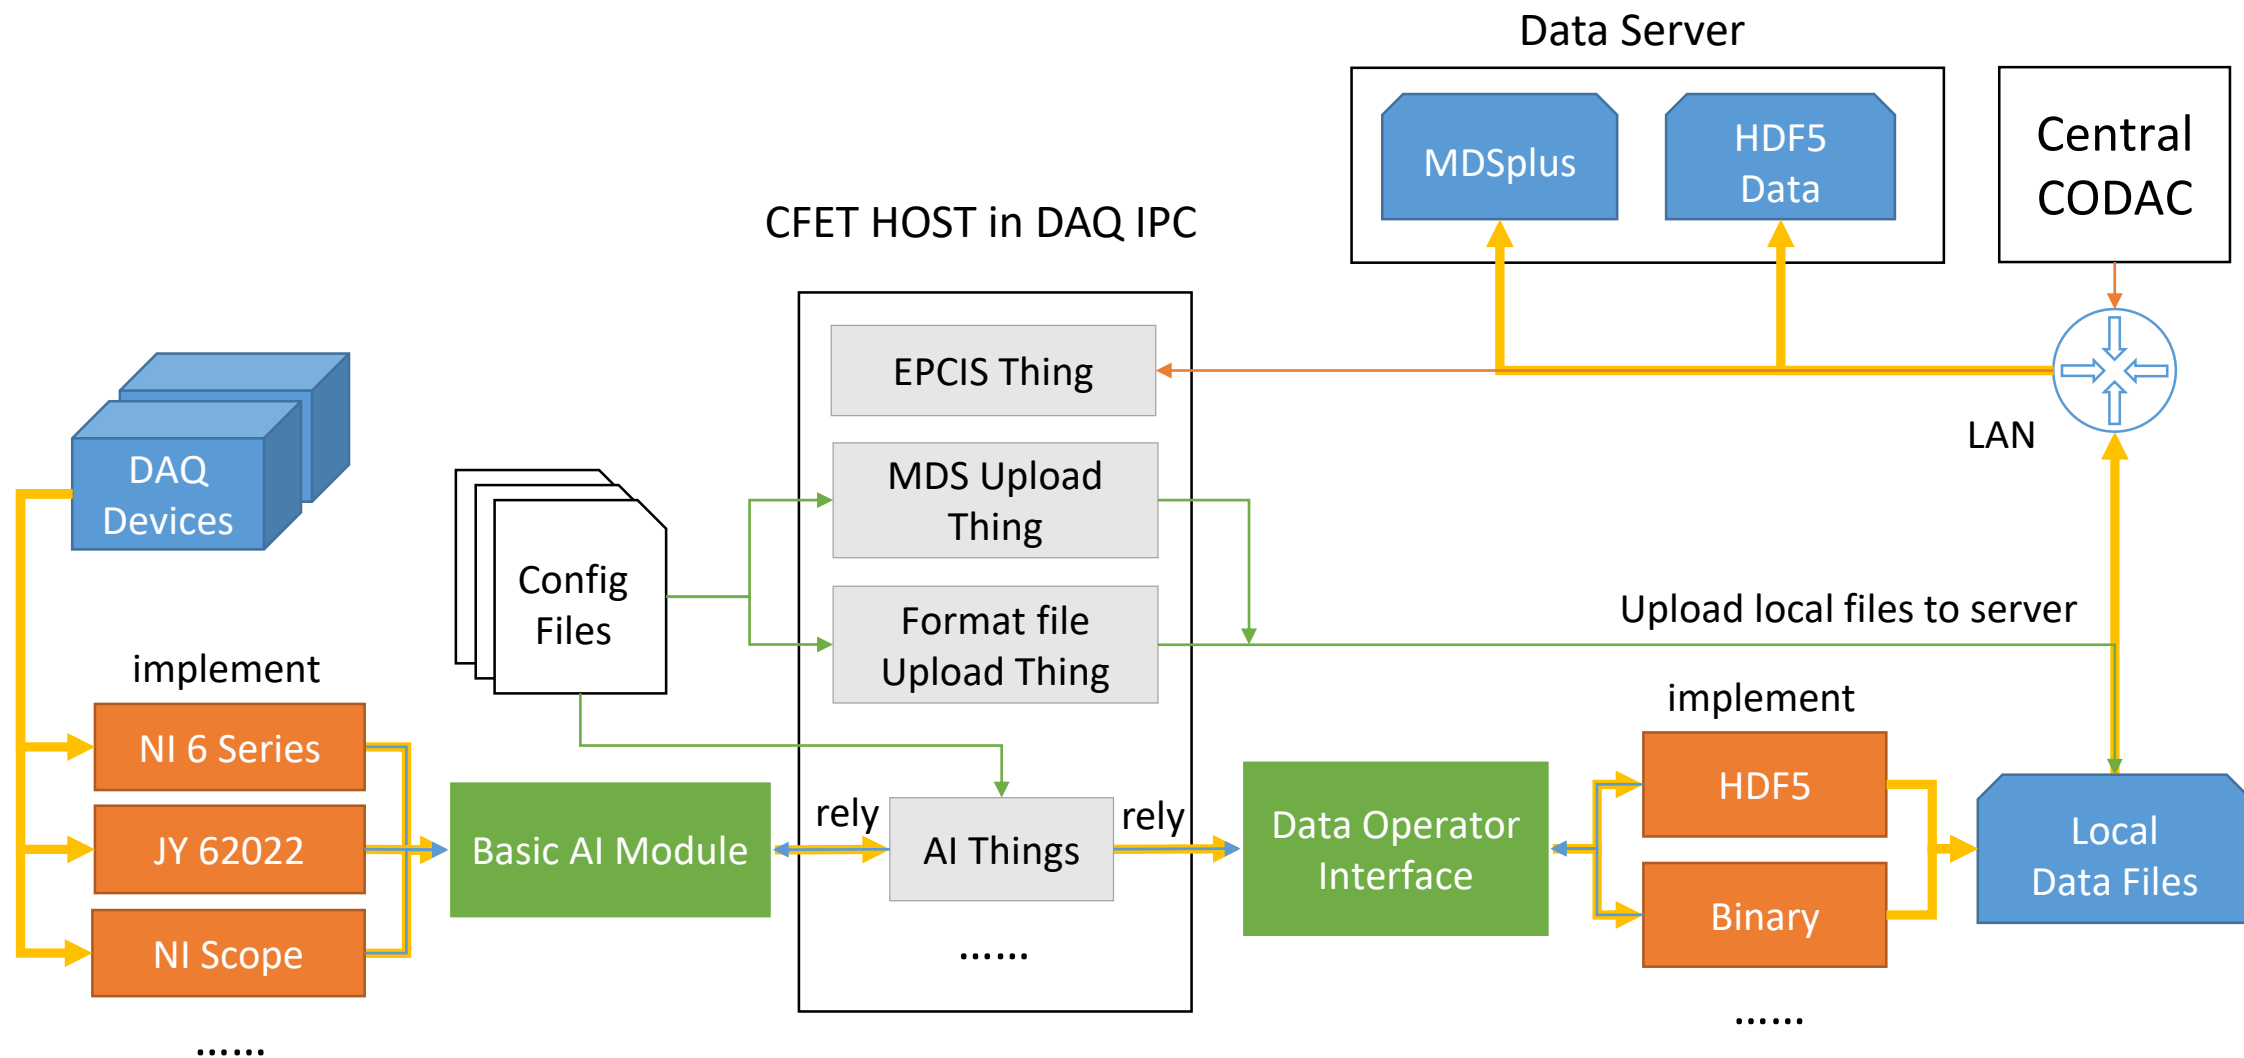 Data Server
MDSplus
HDF5
Data
Central
CODAC
CFET HOST in DAQ IPC
EPCIS Thing
LAN
DAQ
Devices
MDS Upload
Thing
Config
Files
Format file
Upload Thing
Upload local files to server
implement
NI 6 Series
JY 62022
NI Scope
......
Basic AI Module
rely
AI Things
rely
......
Data Operator
Interface
implement
HDF5
Binary
......
Local
Data Files